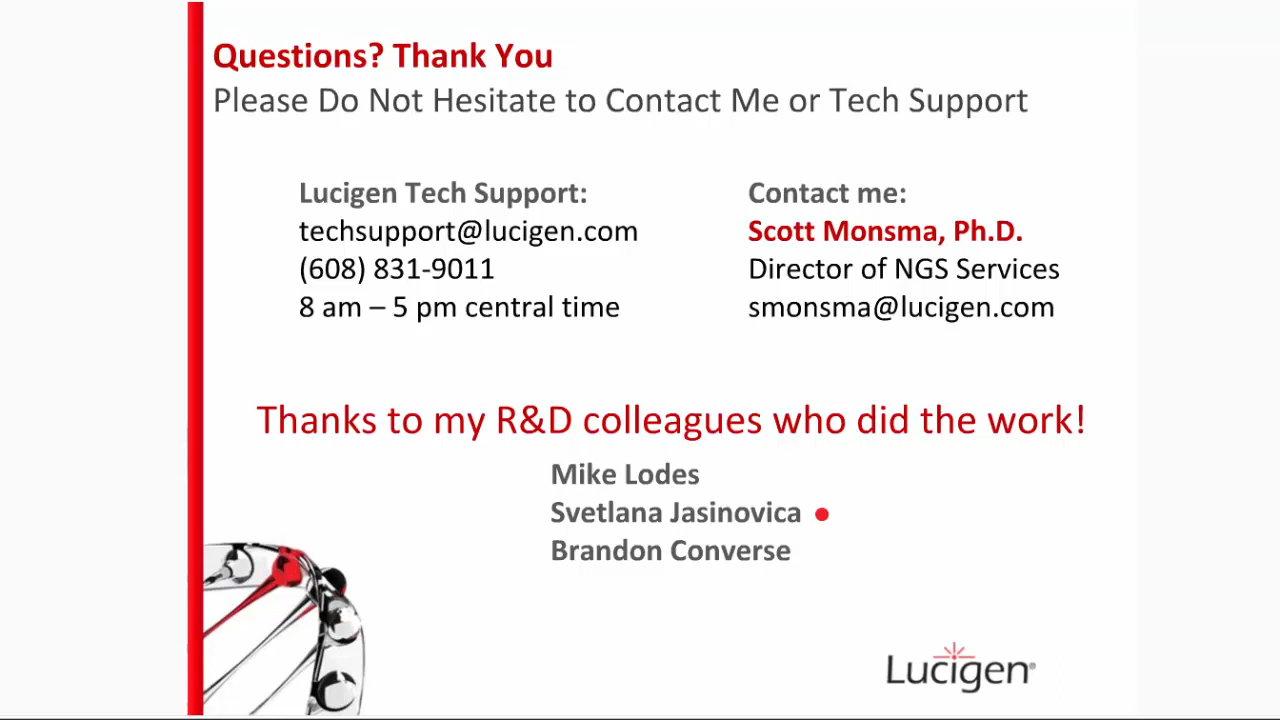 Questions? Thank You
Please Do Not Hesitate to Contact Me or Tech Support
Lucigen Tech Support:
techsupport@lucigen.com
(608) 831-9011
8 am – 5 pm central time
Contact me:
Scott Monsma, Ph.D.
Director of NGS Services
smonsma@lucigen.com
Thanks to my R&D colleagues who did the work!
Mike Lodes
Svetlana Jasinovica
Brandon Converse
Lucigen®